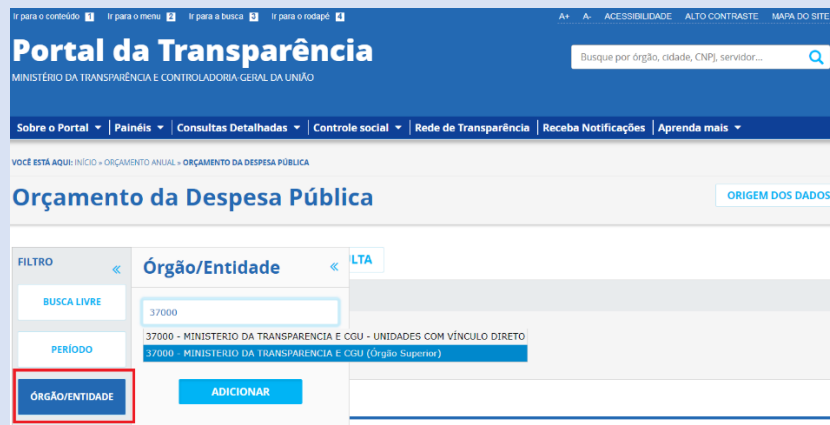 Ir para o conteúdo 1 Ir para o menu 2 Ir para a busca 3 Ir para o rodapé 4 A+ A- ACESSIBILIDADE ALTO CONTRASTE MAPA DO SITE
Portal da Transparência
Busque por órgão, cidade, CNPJ, servidor...
MINISTÉRIO DA TRANSPARÊNCIA E CONTROLADORIA-GERAL DA UNIÃO
Sobre o Portal Painéis Consultas Detalhadas Controle social Rede de Transparência Receba Notificações Aprenda mais
VOCÊ ESTÁ AQUI: INÍCIO » ORÇAMENTO ANUAL » ORÇAMENTO DA DESPESA PÚBLICA
Orçamento da Despesa Pública
ORIGEM DOS DADOS
FILTRO «
Órgão/Entidade «
LTA
BUSCA LIVRE
37000
37000 - MINISTERIO DA TRANSPARENCIA E CGU - UNIDADES COM VÍNCULO DIRETO
PERÍODO
37000 - MINISTERIO DA TRANSPARENCIA E CGU (Órgão Superior)
ÓRGÃO/ENTIDADE
ADICIONAR